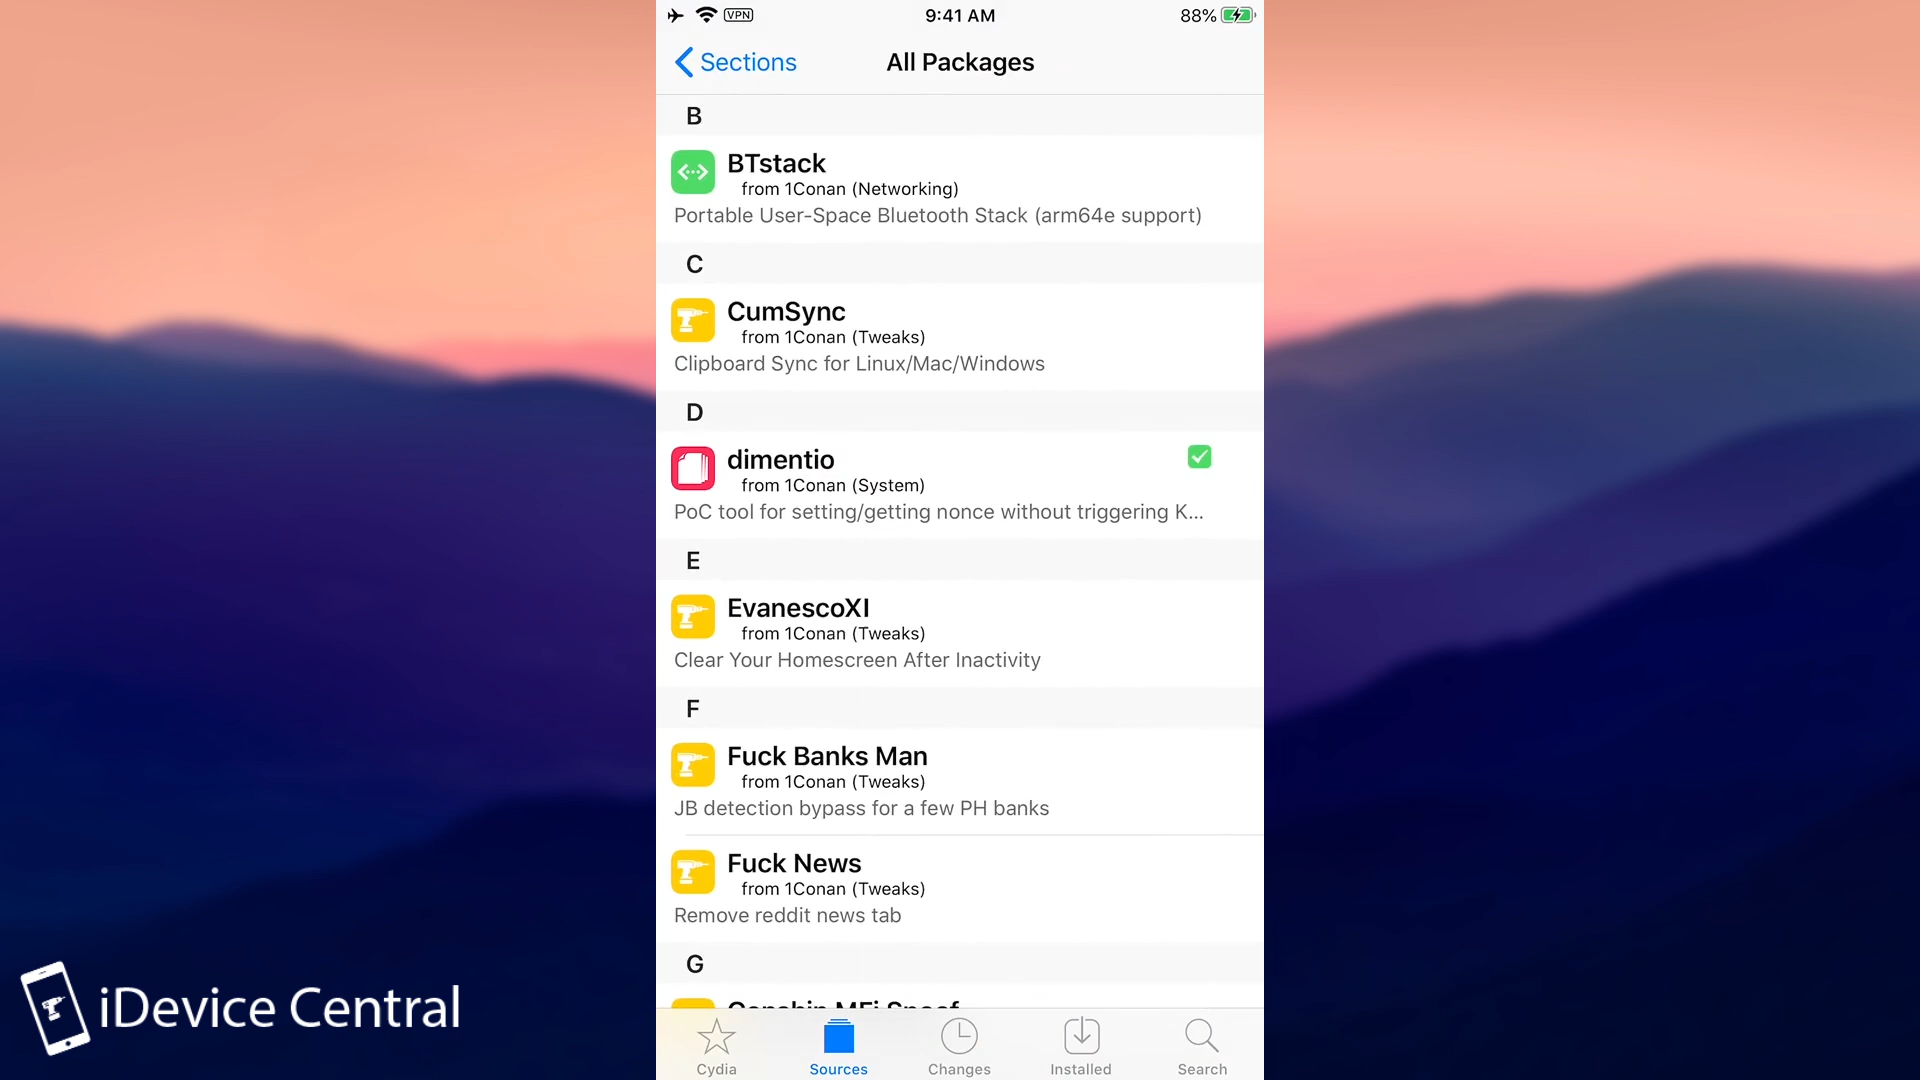 VPN
9:41 AM
88%
Sections
All Packages
B
BTstack
from 1Conan (Networking)
Portable User-Space Bluetooth Stack (arm64e support)
C
CumSync
from 1Conan (Tweaks)
Clipboard Sync for Linux/Mac/Windows
D
dimentio
from 1Conan (System)
PoC tool for setting/getting nonce without triggering K...
E
EvanescoXI
from 1Conan (Tweaks)
Clear Your Homescreen After Inactivity
F
Fuck Banks Man
from 1Conan (Tweaks)
JB detection bypass for a few PH banks
Fuck News
from 1Conan (Tweaks)
Remove reddit news tab
G
Genshin MFi Spoof
Cydia
Sources
Changes
Installed
Search
iDevice Central